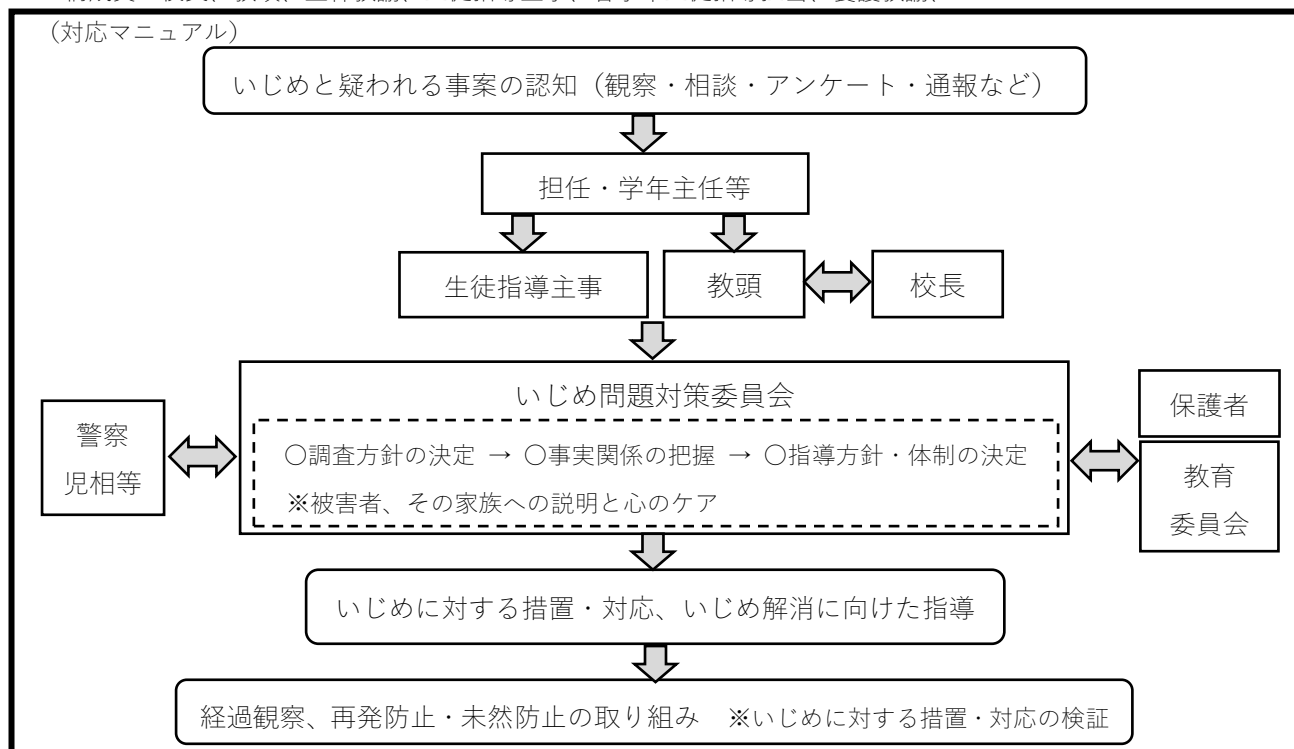 (対応マニュアル)
いじめと疑われる事案の認知(観察・相談・アンケート・通報など)
担任・学年主任等
生徒指導主事
教頭
校長
いじめ問題対策委員会
警察
児相等
○調査方針の決定 → ○事実関係の把握 → ○指導方針・体制の決定
※被害者、その家族への説明と心のケア
保護者
教育
委員会
いじめに対する措置・対応、いじめ解消に向けた指導
経過観察、再発防止・未然防止の取り組み ※いじめに対する措置・対応の検証